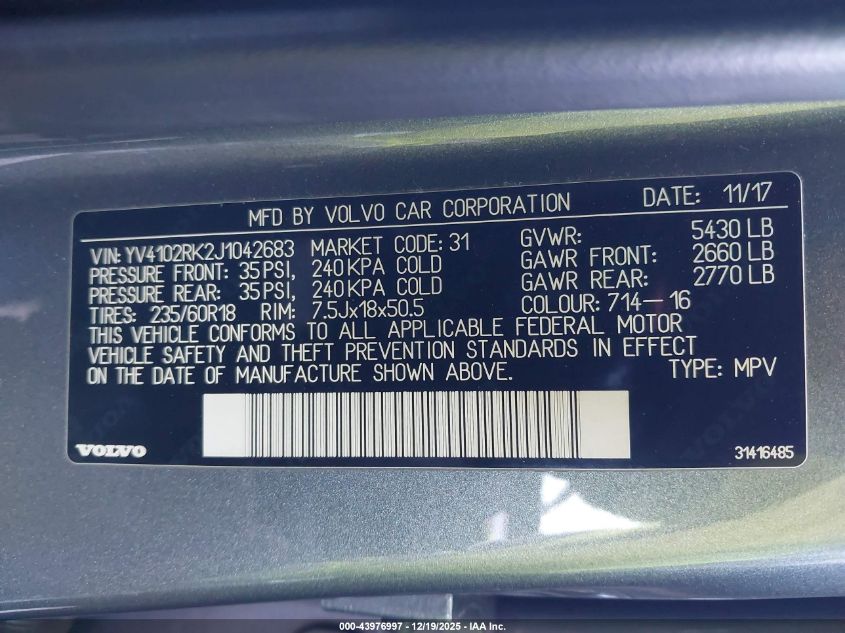 MFD BY VOLVO CAR CORPORATION DATE: 11/17
VIN: YV4102RK2J1042683 MARKET CODE: 31 GVWR: 5430 LB
PRESSURE FRONT: 35 PSI, 240 KPA COLD GAWR FRONT: 2660 LB
PRESSURE REAR: 35 PSI, 240 KPA COLD GAWR REAR: 2770 LB
TIRES: 235/60R18 RIM: 7.5Jx18x50.5 COLOUR: 714-16
THIS VEHICLE CONFORMS TO ALL APPLICABLE FEDERAL MOTOR
VEHICLE SAFETY AND THEFT PREVENTION STANDARDS IN EFFECT
ON THE DATE OF MANUFACTURE SHOWN ABOVE. TYPE: MPV
VOLVO 31416485
000-43976997 - 12/19/2025 - IAA Inc.